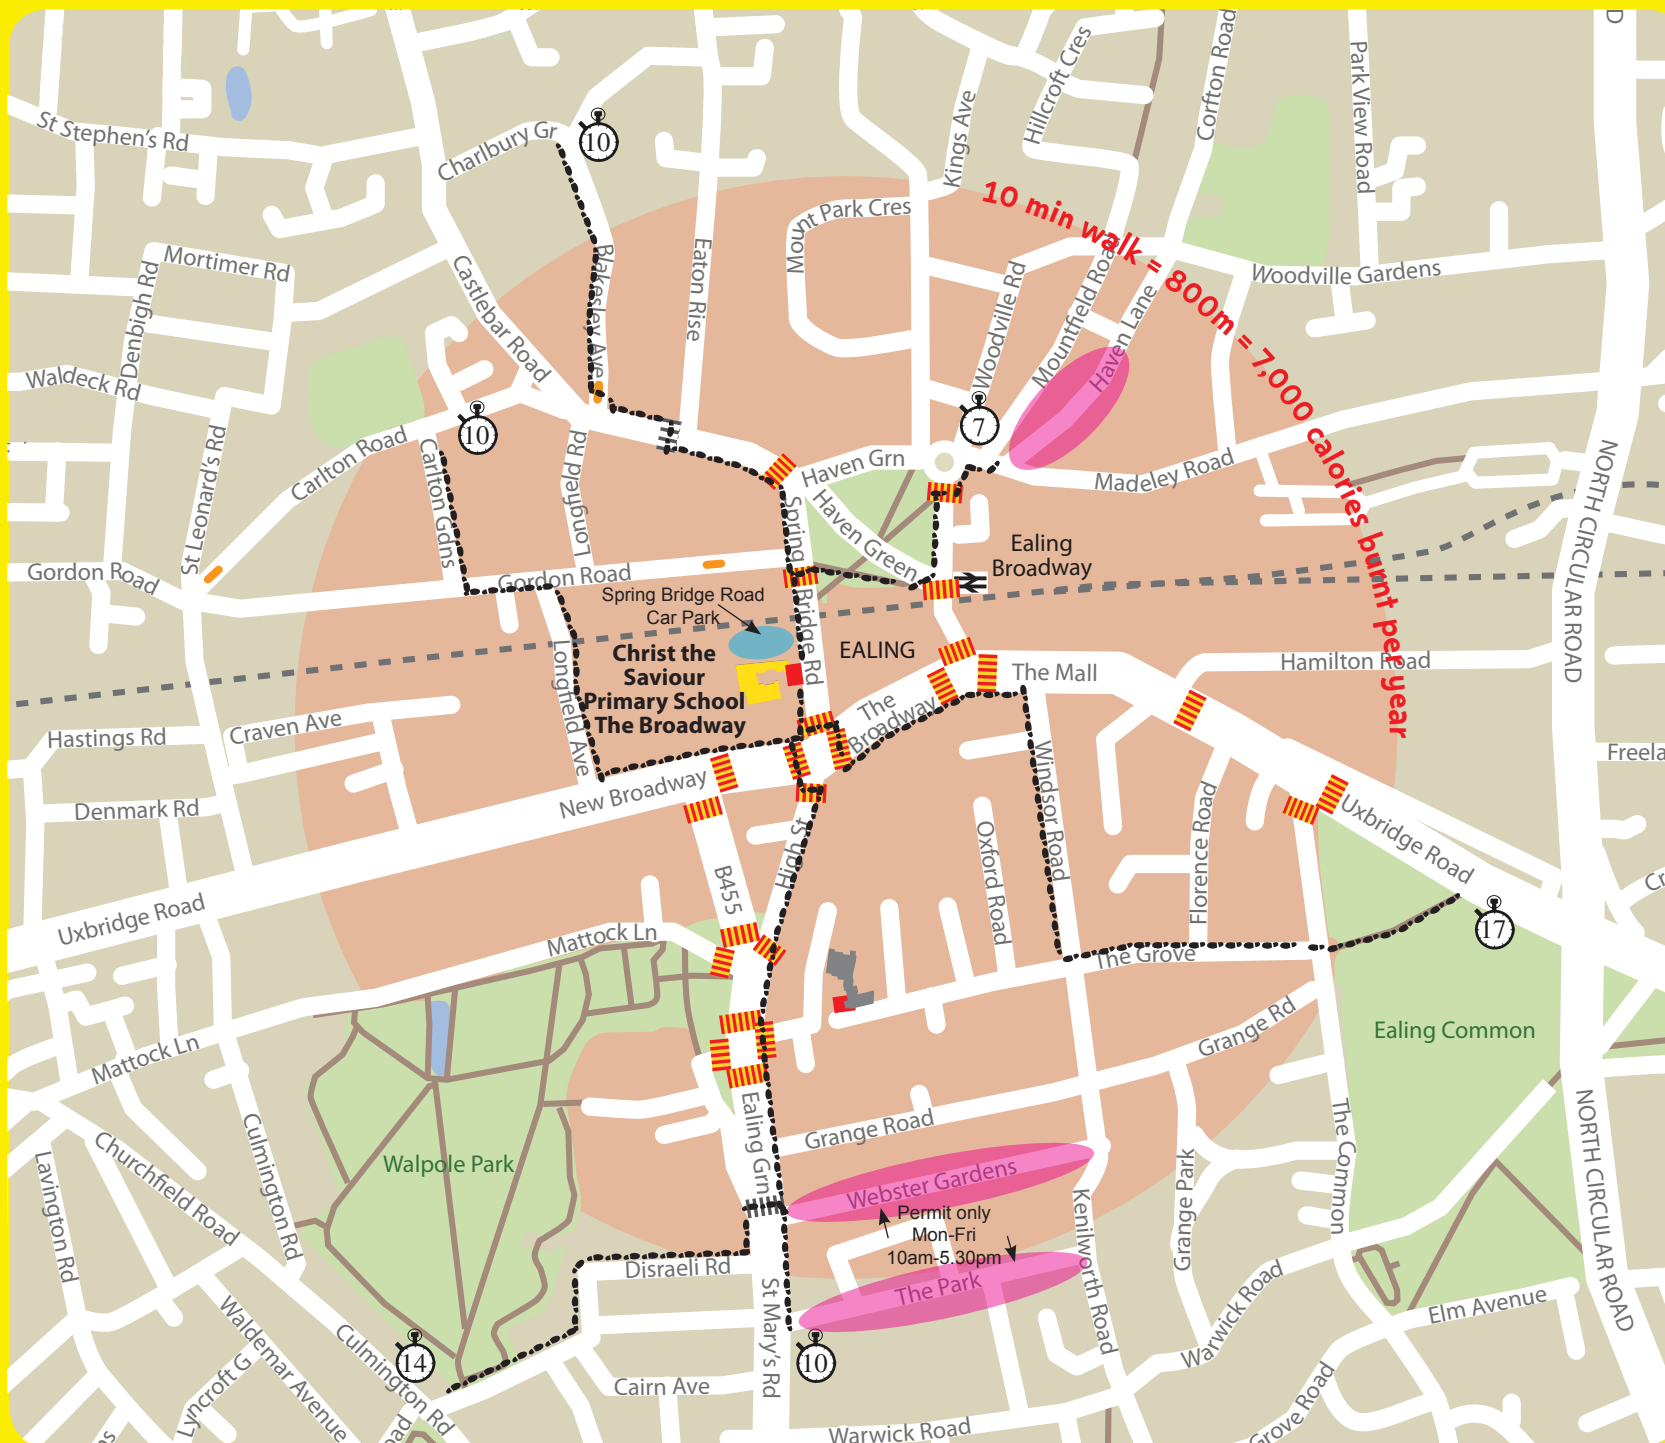 St Stephen's Rd
Charlbury Gr
10
Kings Ave
Hillcroft Cres
Corfton Road
Park View Road
D
Mortimer Rd
Denbigh Rd
Castlebar Road
Blakesley Ave
Eaton Rise
Mount Park Cres
10 min walk = 800m = 7,000 calories burnt per year
Woodville Rd
Mountfield Road
Haven Lane
Woodville Gardens
Waldeck Rd
St Leonard's Rd
Carlton Road
10
Carlton Gdns
Longfield Rd
7
Haven Grn
Haven Green
Madeley Road
NORTH CIRCULAR ROAD
Gordon Road
Gordon Road
Spring Bridge Rd
Ealing
Broadway
Spring Bridge Road
Car Park
EALING
Christ the
Saviour
Primary School
The Broadway
Longfield Ave
The Mall
Hamilton Road
The
Broadway
Hastings Rd
Craven Ave
Denmark Rd
New Broadway
Windsor Road
Freela
Uxbridge Road
Uxbridge Road
High St
B455
Oxford Road
Florence Road
17
Cr
Mattock Ln
The Grove
Mattock Ln
Grange Rd
Ealing Common
Walpole Park
Ealing Grn
Grange Road
Churchfield Road
Culmington Rd
Lavington Rd
Webster Gardens
Permit only
Mon-Fri
10am-5.30pm
The Park
Kenilworth Road
Grange Park
The Common
NORTH CIRCULAR ROAD
Disraeli Rd
St Mary's Rd
Waldemar Avenue
Culmington Rd
14
10
Lyncroft G
Cairn Ave
Warwick Road
Warwick Road
Elm Avenue
Grove Road
oad